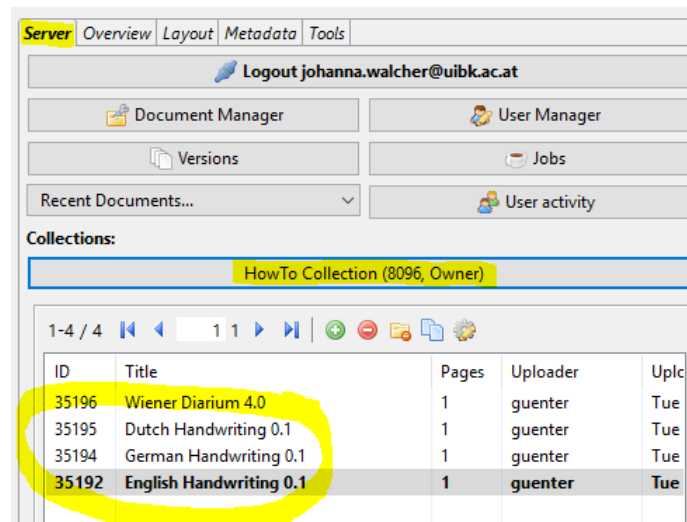 Server Overview Layout Metadata Tools
Logout johanna.walcher@uibk.ac.at
Document Manager User Manager
Versions Jobs
Recent Documents... User activity
Collections:
HowTo Collection (8096, Owner)
1-4 / 4 1 1
ID Title Pages Uploader Uplc
35196 Wiener Diarium 4.0 1 guenter Tue
35195 Dutch Handwriting 0.1 1 guenter Tue
35194 German Handwriting 0.1 1 guenter Tue
35192 English Handwriting 0.1 1 guenter Tue